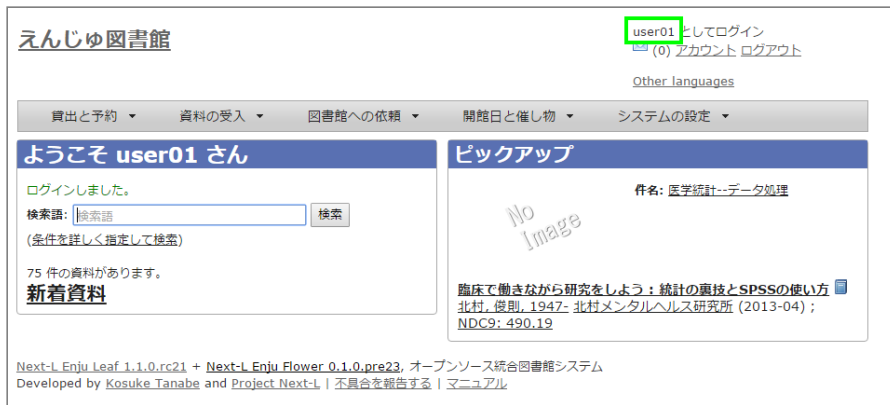 えんじゅ図書館
user01 としてログイン
(0) アカウント ログアウト
Other languages
貸出と予約 ▼ 資料の受入 ▼ 図書館への依頼 ▼ 開館日と催し物 ▼ システムの設定 ▼
ようこそ user01 さん
ログインしました。
検索語: 検索語 検索
(条件を詳しく指定して検索)
75 件の資料があります。
新着資料
ピックアップ
No
Image
件名: 医学統計--データ処理
臨床で働きながら研究をしよう : 統計の裏技とSPSSの使い方
北村, 俊則, 1947- 北村メンタルヘルス研究所 (2013-04) ;
NDC9: 490.19
Next-L Enju Leaf 1.1.0.rc21 + Next-L Enju Flower 0.1.0.pre23, オープンソース統合図書館システム
Developed by Kosuke Tanabe and Project Next-L | 不具合を報告する | マニュアル